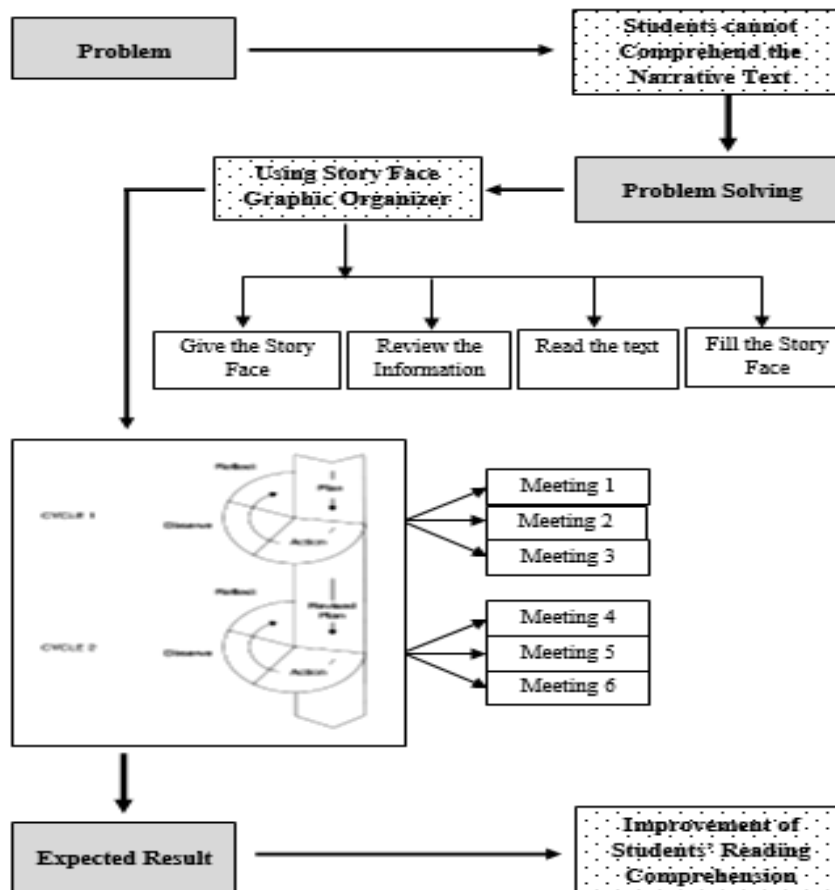 Problem
Students cannot
Comprehend the
Narrative Text
Using Story Face
Graphic Organizer
Problem Solving
Give the Story
Face
Review the
Information
Read the text
Fill the Story
Face
CYCLE 1
Reflect
Plan
Observe
Action
Meeting 1
Meeting 2
Meeting 3
CYCLE 2
Reflect
Revised
Plan
Observe
Action
Meeting 4
Meeting 5
Meeting 6
Expected Result
Improvement of
Students' Reading
Comprehension